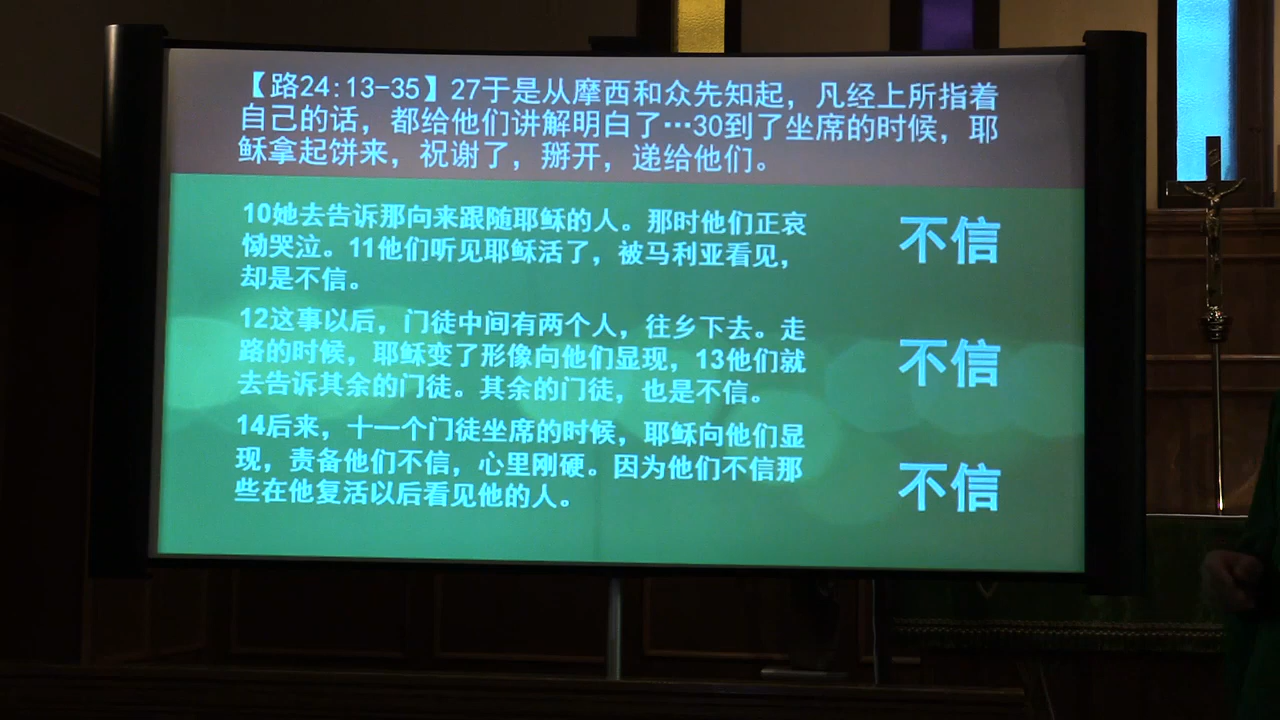 【路24:13-35】27于是从摩西和众先知起，凡经上所指着
自己的话，都给他们讲解明白了…30到了坐席的时候，耶
稣拿起饼来，祝谢了，掰开，递给他们。
10她去告诉那向来跟随耶稣的人。那时他们正哀
恸哭泣。11他们听见耶稣活了，被马利亚看见，
却是不信。
不信
12这事以后，门徒中间有两个人，往乡下去。走
路的时候，耶稣变了形像向他们显现，13他们就
去告诉其余的门徒。其余的门徒，也是不信。
不信
14后来，十一个门徒坐席的时候，耶稣向他们显
现，责备他们不信，心里刚硬。因为他们不信那
些在他复活以后看见他的人。
不信